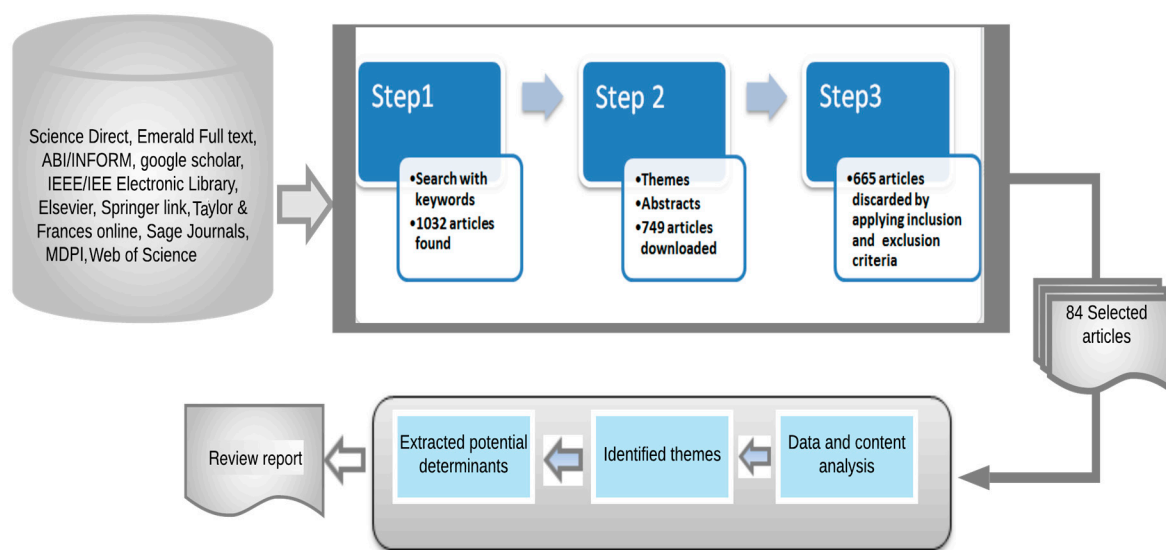 Science Direct, Emerald Full text,
ABI/INFORM, google scholar,
IEEE/IEE Electronic Library,
Elsevier, Springer link, Taylor &
Frances online, Sage Journals,
MDPI, Web of Science
Step1
•Search with
keywords
•1032 articles
found
Step 2
•Themes
•Abstracts
•749 articles
downloaded
Step3
•665 articles
discarded by
applying inclusion
and exclusion
criteria
84 Selected
articles
Data and content
analysis
Identified themes
Extracted potential
determinants
Review report